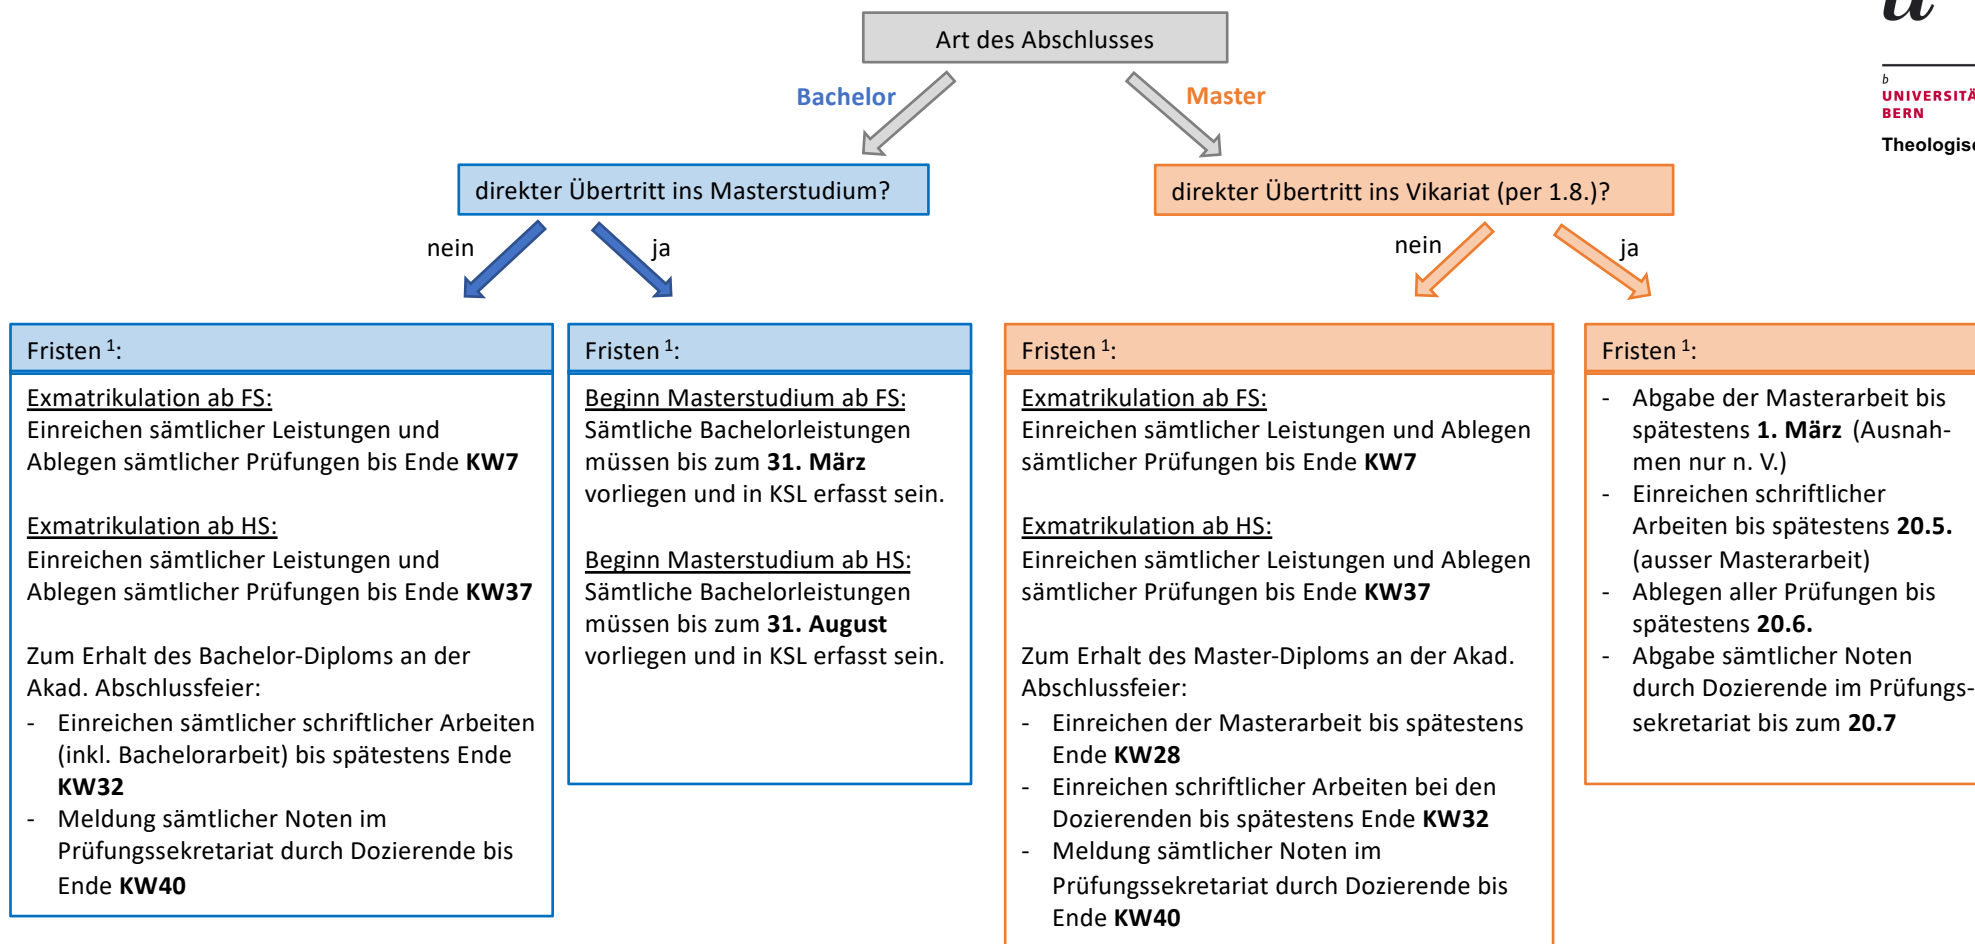 Art des Abschlusses
u
b
UNIVERSITÄ
BERN
Theologisc
Bachelor
Master
direkter Übertritt ins Masterstudium?
direkter Übertritt ins Vikariat (per 1.8.)?
nein
ja
nein
ja
Fristen 1:
Exmatrikulation ab FS:
Einreichen sämtlicher Leistungen und
Ablegen sämtlicher Prüfungen bis Ende KW7
Exmatrikulation ab HS:
Einreichen sämtlicher Leistungen und
Ablegen sämtlicher Prüfungen bis Ende KW37
Zum Erhalt des Bachelor-Diploms an der
Akad. Abschlussfeier:
- Einreichen sämtlicher schriftlicher Arbeiten
(inkl. Bachelorarbeit) bis spätestens Ende
KW32
- Meldung sämtlicher Noten im
Prüfungssekretariat durch Dozierende bis
Ende KW40
Fristen 1:
Beginn Masterstudium ab FS:
Sämtliche Bachelorleistungen
müssen bis zum 31. März
vorliegen und in KSL erfasst sein.
Beginn Masterstudium ab HS:
Sämtliche Bachelorleistungen
müssen bis zum 31. August
vorliegen und in KSL erfasst sein.
Fristen 1:
Exmatrikulation ab FS:
Einreichen sämtlicher Leistungen und Ablegen
sämtlicher Prüfungen bis Ende KW7
Exmatrikulation ab HS:
Einreichen sämtlicher Leistungen und Ablegen
sämtlicher Prüfungen bis Ende KW37
Zum Erhalt des Master-Diploms an der Akad.
Abschlussfeier:
- Einreichen der Masterarbeit bis spätestens
Ende KW28
- Einreichen schriftlicher Arbeiten bei den
Dozierenden bis spätestens Ende KW32
- Meldung sämtlicher Noten im
Prüfungssekretariat durch Dozierende bis
Ende KW40
Fristen 1:
- Abgabe der Masterarbeit bis
spätestens 1. März (Ausnah-
men nur n. V.)
- Einreichen schriftlicher
Arbeiten bis spätestens 20.5.
(ausser Masterarbeit)
- Ablegen aller Prüfungen bis
spätestens 20.6.
- Abgabe sämtlicher Noten
durch Dozierende im Prüfungs-
sekretariat bis zum 20.7